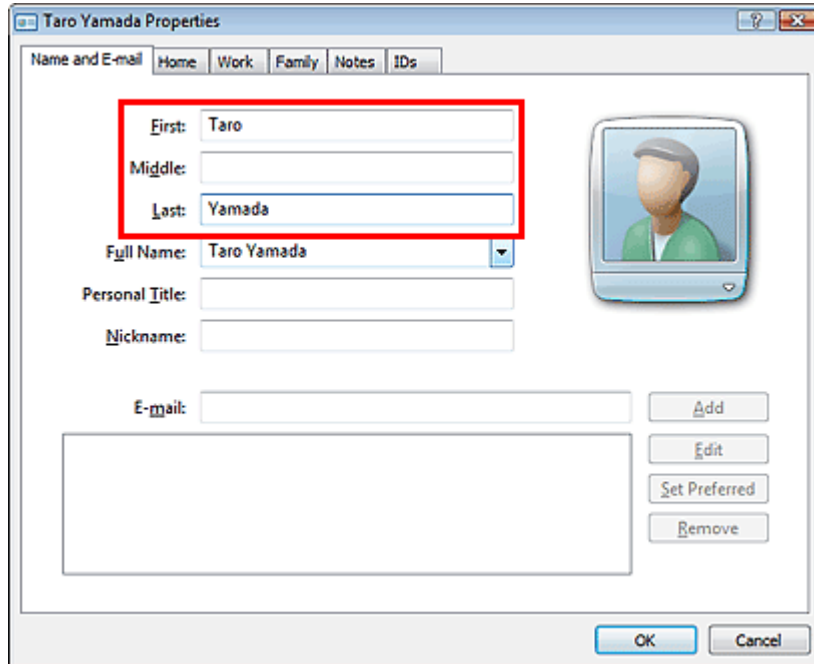 Taro Yamada Properties
Name and E-mail Home Work Family Notes IDs
First: Taro
Middle:
Last: Yamada
Full Name: Taro Yamada
Personal Title:
Nickname:
E-mail: Add
Edit
Set Preferred
Remove
OK Cancel